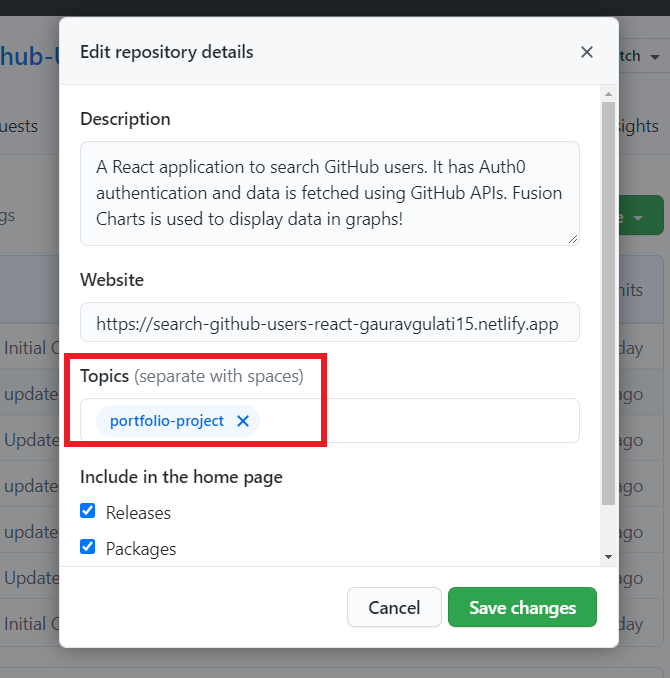 Edit repository details
Description
A React application to search GitHub users. It has Auth0
authentication and data is fetched using GitHub APIs. Fusion
Charts is used to display data in graphs!
Website
https://search-github-users-react-gauravgulati15.netlify.app
Topics (separate with spaces)
portfolio-project
Include in the home page
Releases
Packages
Cancel Save changes
hub-U
tch
uests
sights
gs
e
nits
Initial C
day
update
ago
Update
ago
update
ago
update
ago
Update
ago
Initial C
day